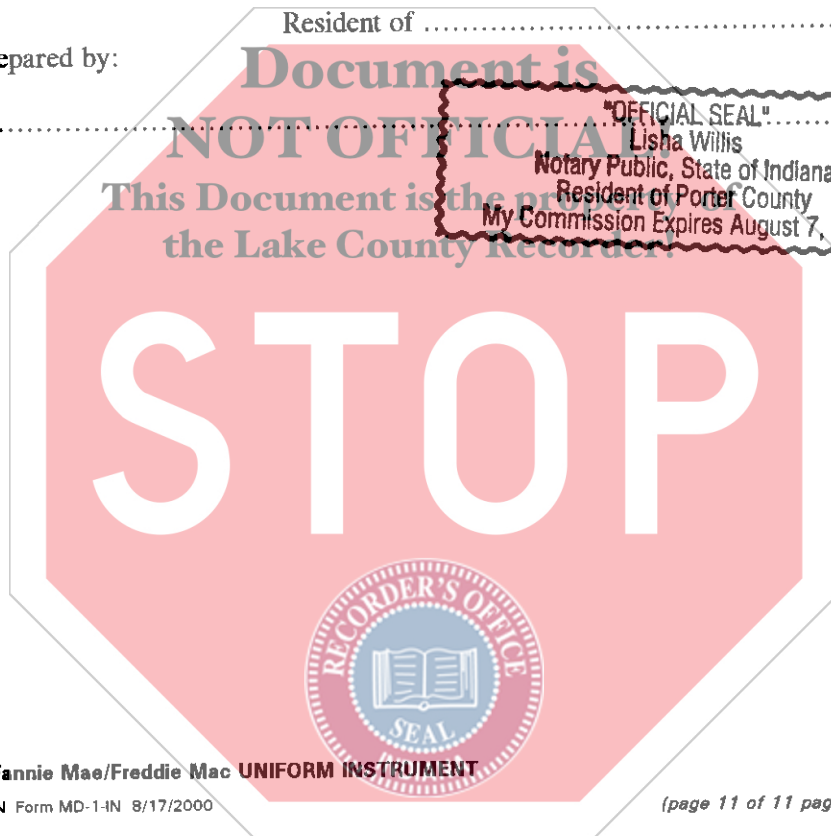 Resident of
epared by:
Document is
NOT OFFICIAL!
This Document is the property of
the Lake County Recorder!
"OFFICIAL SEAL"
Lisha Willis
Notary Public, State of Indiana
Resident of Porter County
My Commission Expires August 7,
STOP
RECORDER'S OFFICE
SEAL
INDIANA
annie Mae/Freddie Mac UNIFORM INSTRUMENT
N Form MD-1-IN 8/17/2000
(page 11 of 11 pag